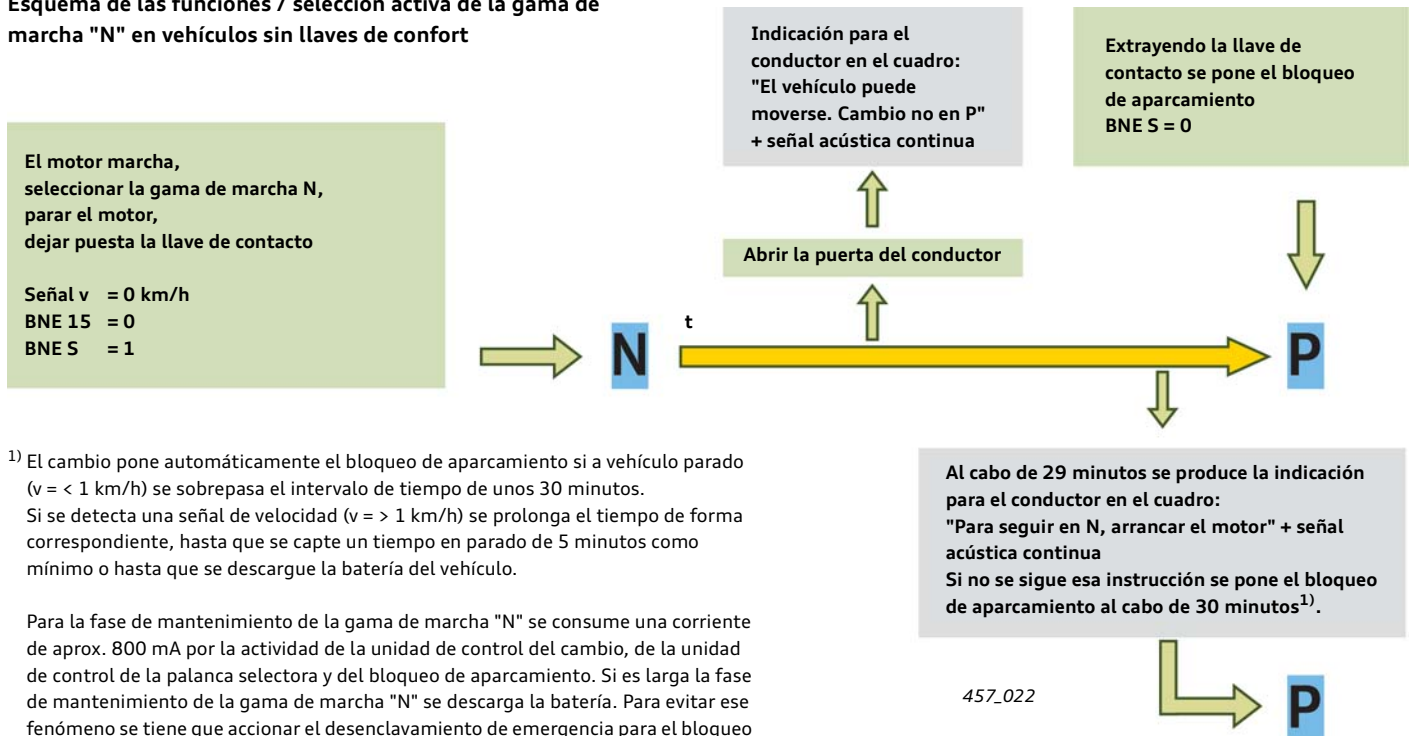 Esquema de las funciones / selección activa de la gama de
marcha "N" en vehículos sin llaves de confort
El motor marcha,
seleccionar la gama de marcha N,
parar el motor,
dejar puesta la llave de contacto
Señal v = 0 km/h
BNE 15 = 0
BNE S = 1
Indicación para el
conductor en el cuadro:
"El vehículo puede
moverse. Cambio no en P"
+ señal acústica continua
Abrir la puerta del conductor
Extrayendo la llave de
contacto se pone el bloqueo
de aparcamiento
BNE S = 0
N
t
P
Al cabo de 29 minutos se produce la indicación
para el conductor en el cuadro:
"Para seguir en N, arrancar el motor" + señal
acústica continua
Si no se sigue esa instrucción se pone el bloqueo
de aparcamiento al cabo de 30 minutos1).
P
457_022
1) El cambio pone automáticamente el bloqueo de aparcamiento si a vehículo parado
(v = < 1 km/h) se sobrepasa el intervalo de tiempo de unos 30 minutos.
Si se detecta una señal de velocidad (v = > 1 km/h) se prolonga el tiempo de forma
correspondiente, hasta que se capte un tiempo en parado de 5 minutos como
mínimo o hasta que se descargue la batería del vehículo.
Para la fase de mantenimiento de la gama de marcha "N" se consume una corriente
de aprox. 800 mA por la actividad de la unidad de control del cambio, de la unidad
de control de la palanca selectora y del bloqueo de aparcamiento. Si es larga la fase
de mantenimiento de la gama de marcha "N" se descarga la batería. Para evitar ese
fenómeno se tiene que accionar el desenclavamiento de emergencia para el bloqueo